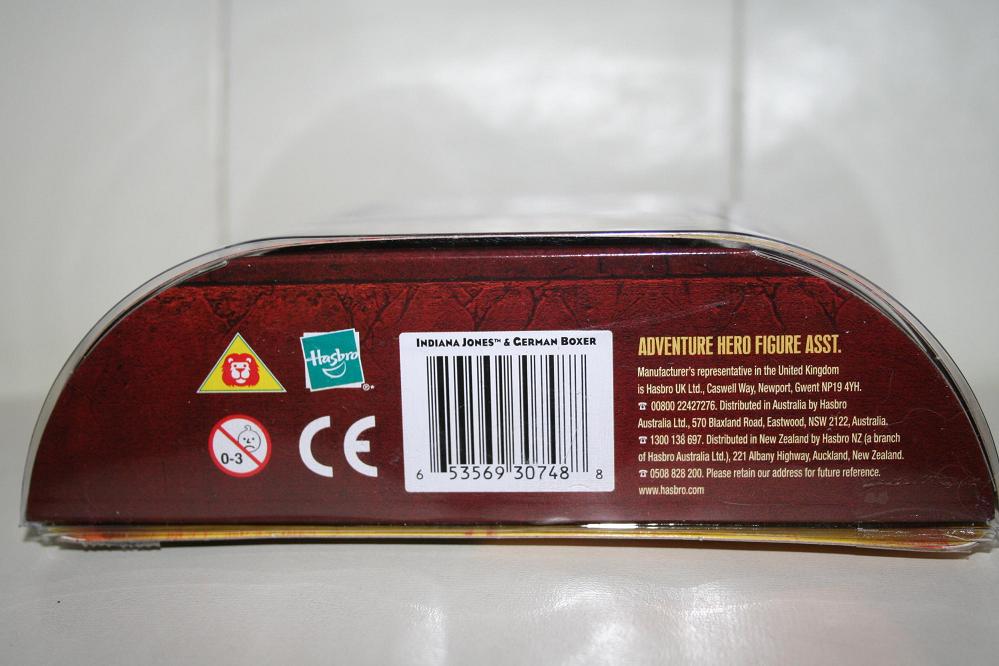 Hasbro
®*
0-3
CE
INDIANA JONES™ & GERMAN BOXER
6 53569 30748 8
ADVENTURE HERO FIGURE ASST.
Manufacturer's representative in the United Kingdom
is Hasbro UK Ltd., Caswell Way, Newport, Gwent NP19 4YH.
☎ 00800 22427276. Distributed in Australia by Hasbro
Australia Ltd., 570 Blaxland Road, Eastwood, NSW 2122, Australia.
☎ 1300 138 697. Distributed in New Zealand by Hasbro NZ (a branch
of Hasbro Australia Ltd.), 221 Albany Highway, Auckland, New Zealand.
☎ 0508 828 200. Please retain our address for future reference.
www.hasbro.com